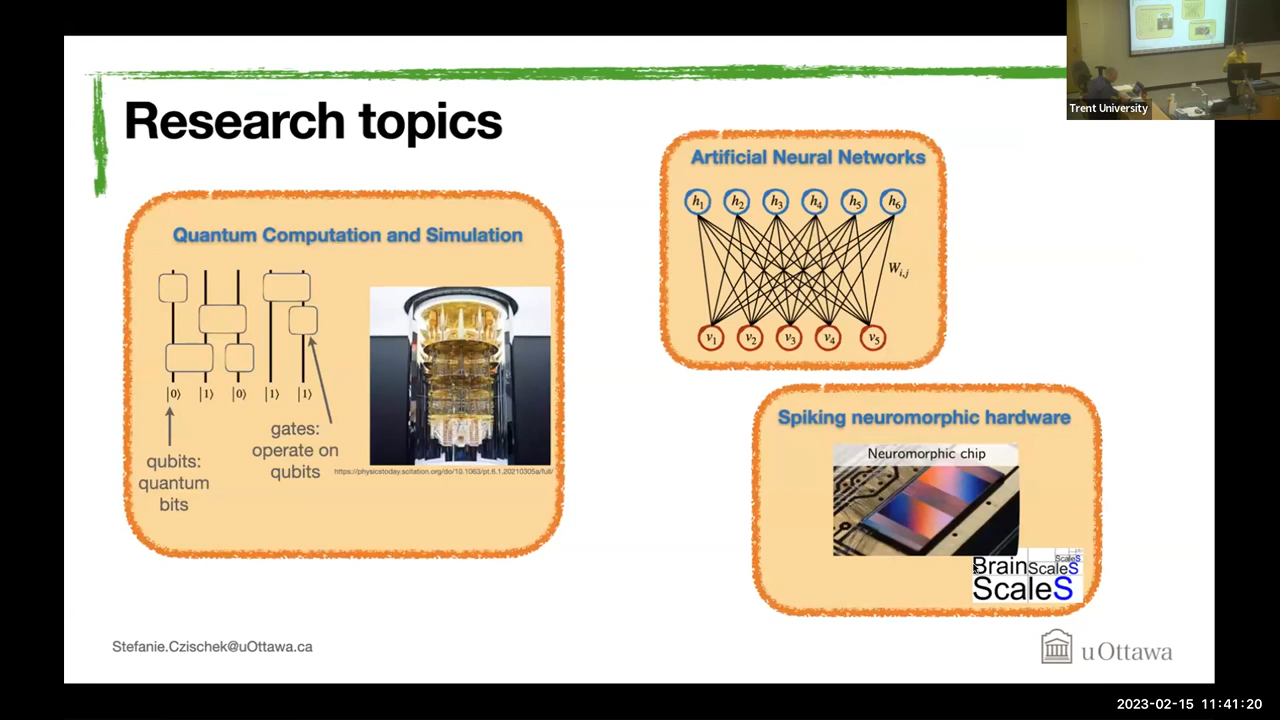 Trent University
Research topics
Quantum Computation and Simulation
|0⟩ |1⟩ |0⟩ |1⟩ |1⟩
qubits:
quantum
bits
gates:
operate on
qubits
https://physicstoday.scitation.org/do/10.1063/pt.6.1.20210305a/full/
Artificial Neural Networks
h1 h2 h3 h4 h5 h6
Wi,j
v1 v2 v3 v4 v5
Spiking neuromorphic hardware
Neuromorphic chip
ScaleS
BrainScaleS
ScaleS
Stefanie.Czischek@uOttawa.ca
uOttawa
2023-02-15 11:41:20